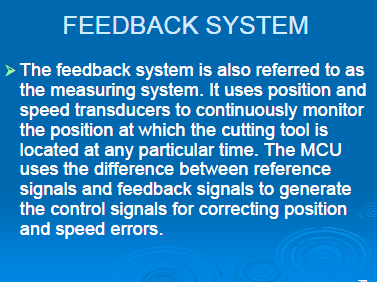 FEEDBACK SYSTEM
The feedback system is also referred to as
the measuring system. It uses position and
speed transducers to continuously monitor
the position at which the cutting tool is
located at any particular time. The MCU
uses the difference between reference
signals and feedback signals to generate
the control signals for correcting position
and speed errors.